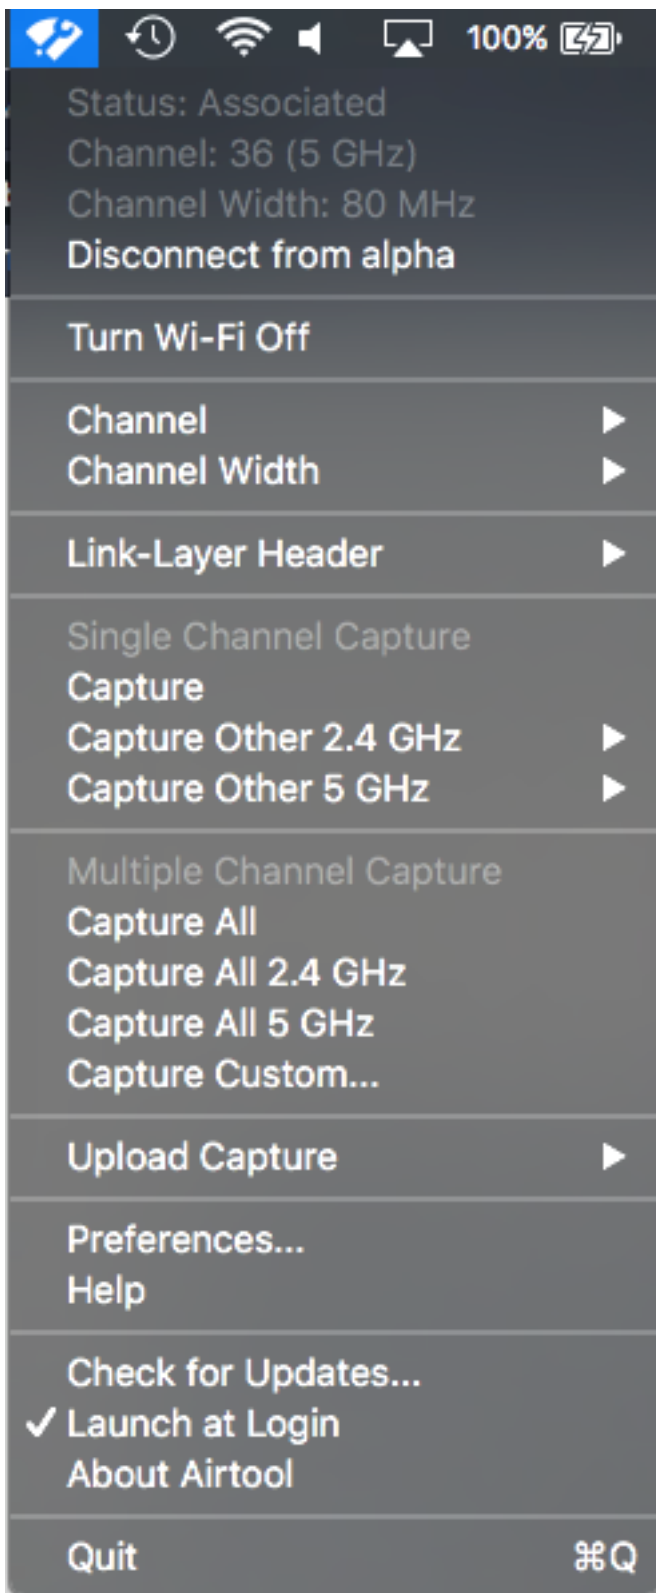 100%
Status: Associated
Channel: 36 (5 GHz)
Channel Width: 80 MHz
Disconnect from alpha
Turn Wi-Fi Off
Channel
Channel Width
Link-Layer Header
Single Channel Capture
Capture
Capture Other 2.4 GHz
Capture Other 5 GHz
Multiple Channel Capture
Capture All
Capture All 2.4 GHz
Capture All 5 GHz
Capture Custom...
Upload Capture
Preferences...
Help
Check for Updates...
✓ Launch at Login
About Airtool
Quit ⌘Q